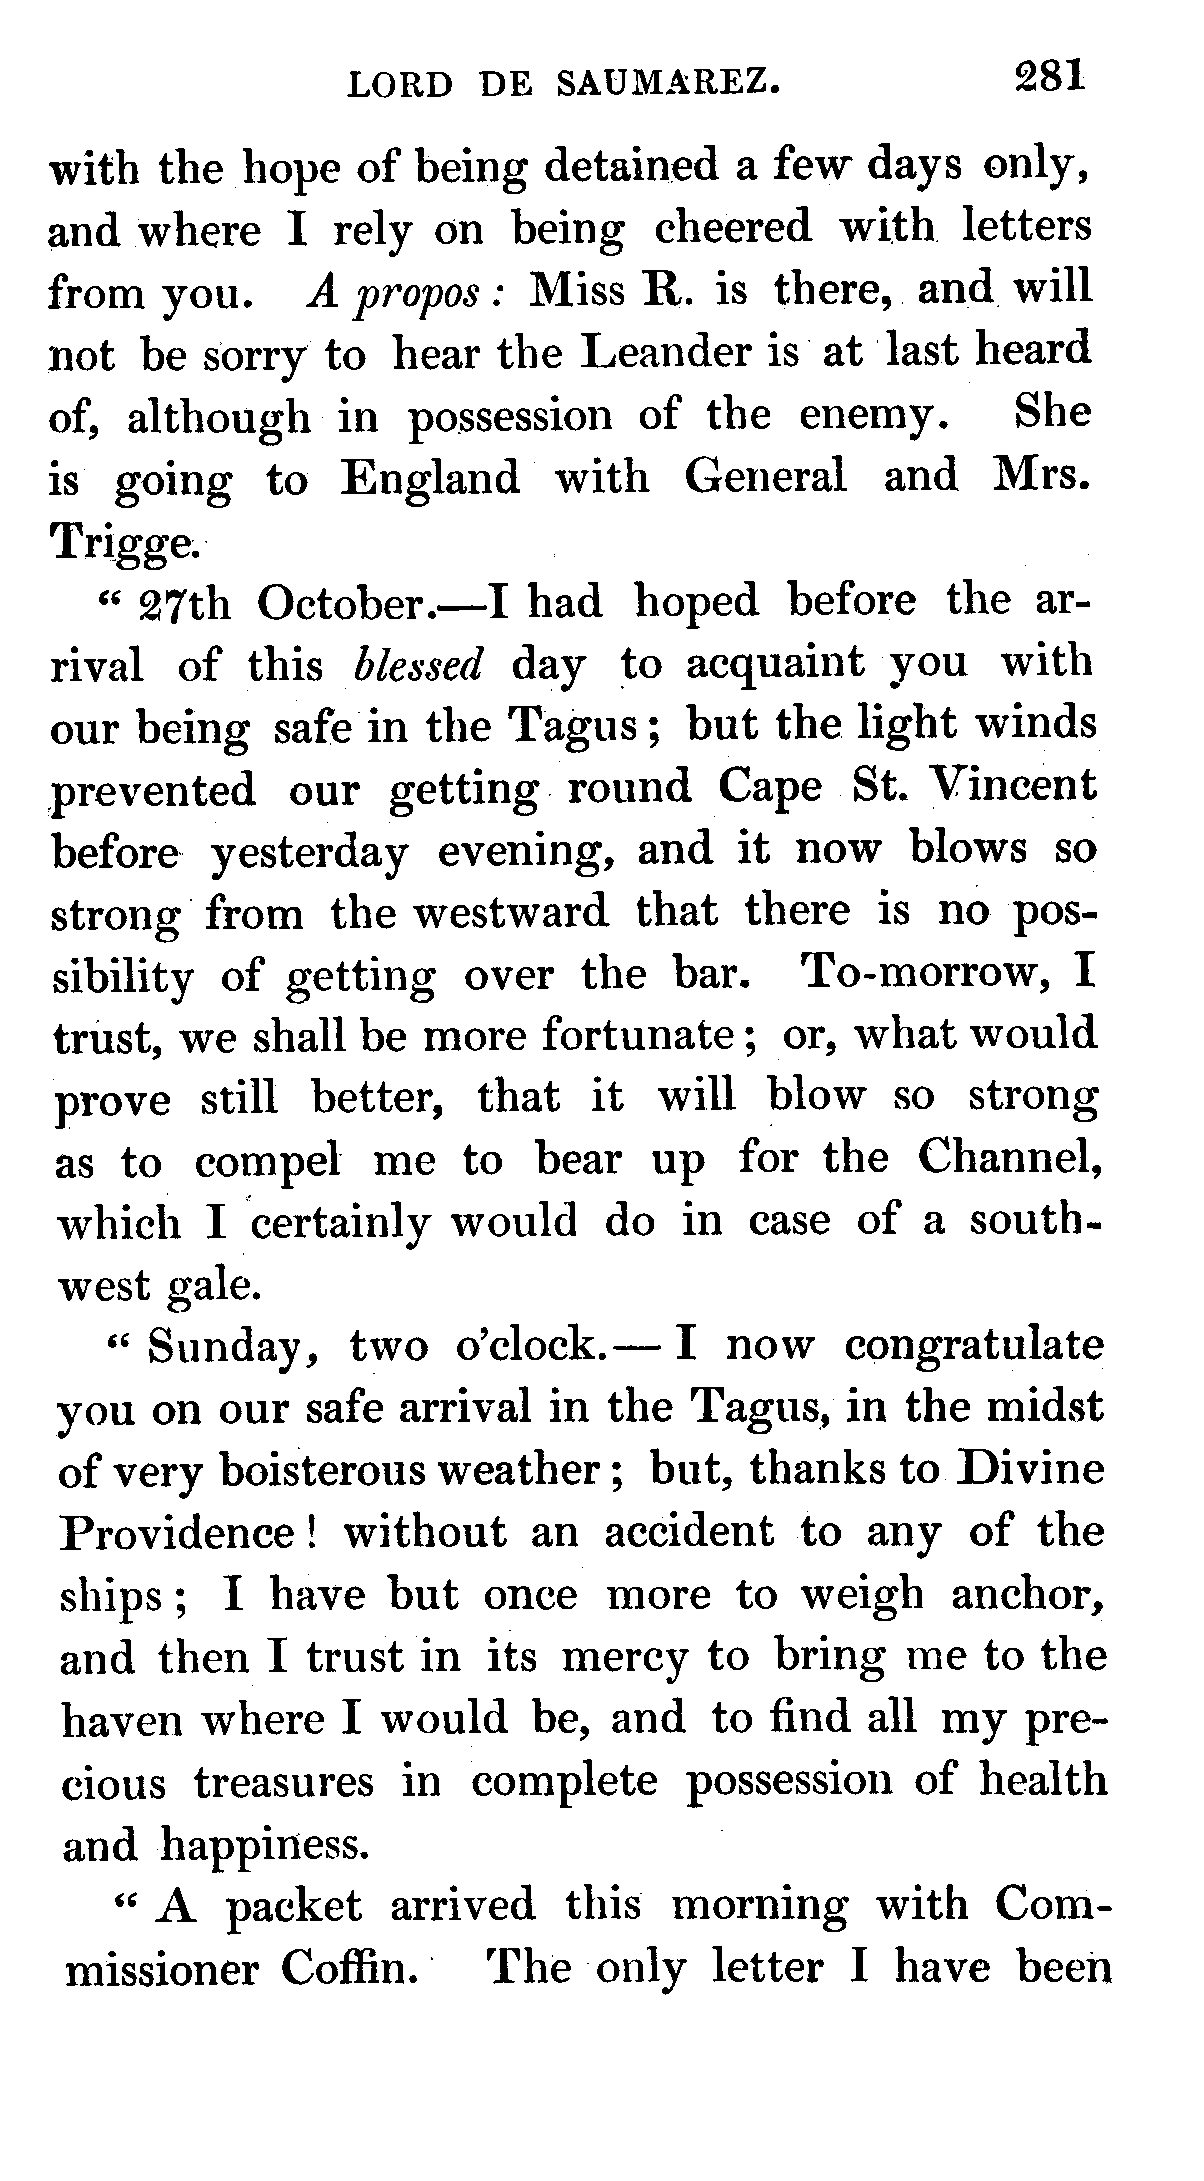 LORD DE SAUMAREZ. 281
with the hope of being detained a few days only,
and where I rely on being cheered with letters
from you. A propos : Miss R. is there, and will
not be sorry to hear the Leander is at last heard
of, although in possession of the enemy. She
is going to England with General and Mrs.
Trigge.
“ 27th October.—I had hoped before the ar-
rival of this blessed day to acquaint you with
our being safe in the Tagus ; but the light winds
prevented our getting round Cape St. Vincent
before yesterday evening, and it now blows so
strong from the westward that there is no pos-
sibility of getting over the bar. To-morrow, I
trust, we shall be more fortunate ; or, what would
prove still better, that it will blow so strong
as to compel me to bear up for the Channel,
which I certainly would do in case of a south-
west gale.
“ Sunday, two o’clock.— I now congratulate
you on our safe arrival in the Tagus, in the midst
of very boisterous weather ; but, thanks to Divine
Providence ! without an accident to any of the
ships ; I have but once more to weigh anchor,
and then I trust in its mercy to bring me to the
haven where I would be, and to find all my pre-
cious treasures in complete possession of health
and happiness.
“ A packet arrived this morning with Com-
missioner Coffin. The only letter I have been